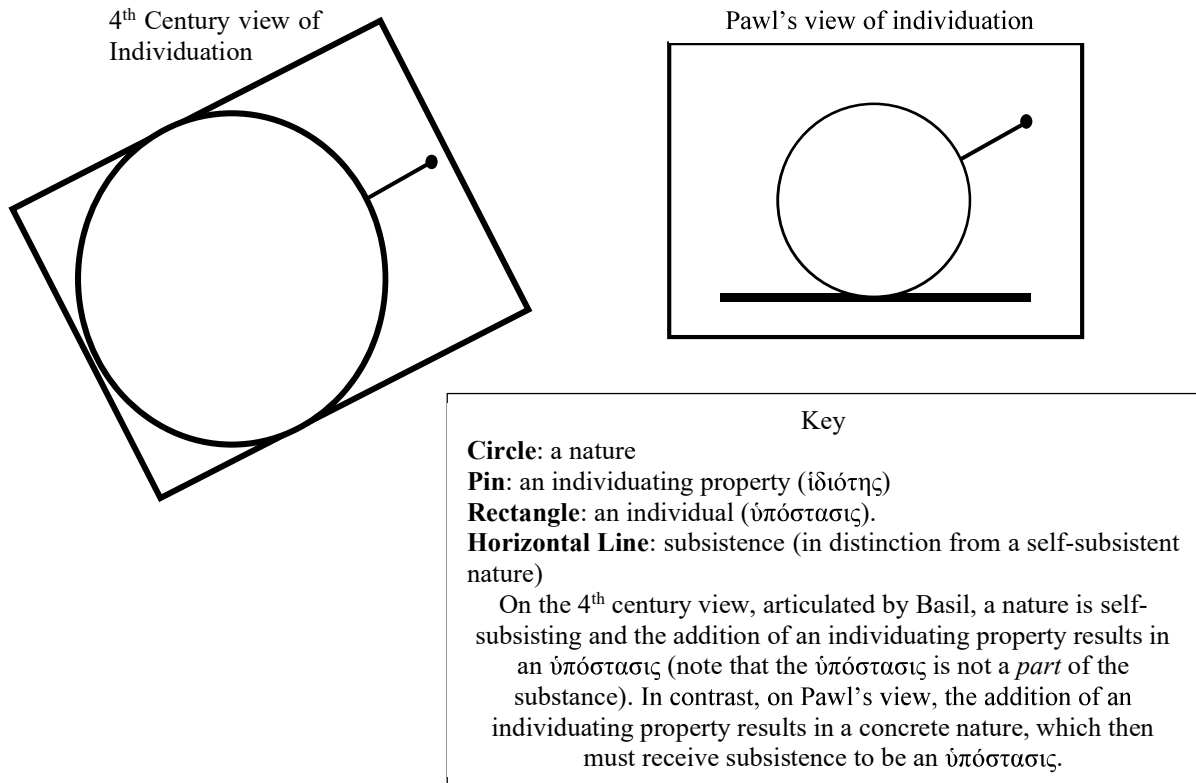 4th Century view of
Individuation
Pawl’s view of individuation
Key
Circle: a nature
Pin: an individuating property (ἰδιότης)
Rectangle: an individual (ὑπόστασις).
Horizontal Line: subsistence (in distinction from a self-subsistent
nature)
On the 4th century view, articulated by Basil, a nature is self-
subsisting and the addition of an individuating property results in
an ὑπόστασις (note that the ὑπόστασις is not a part of the
substance). In contrast, on Pawl’s view, the addition of an
individuating property results in a concrete nature, which then
must receive subsistence to be an ὑπόστασις.